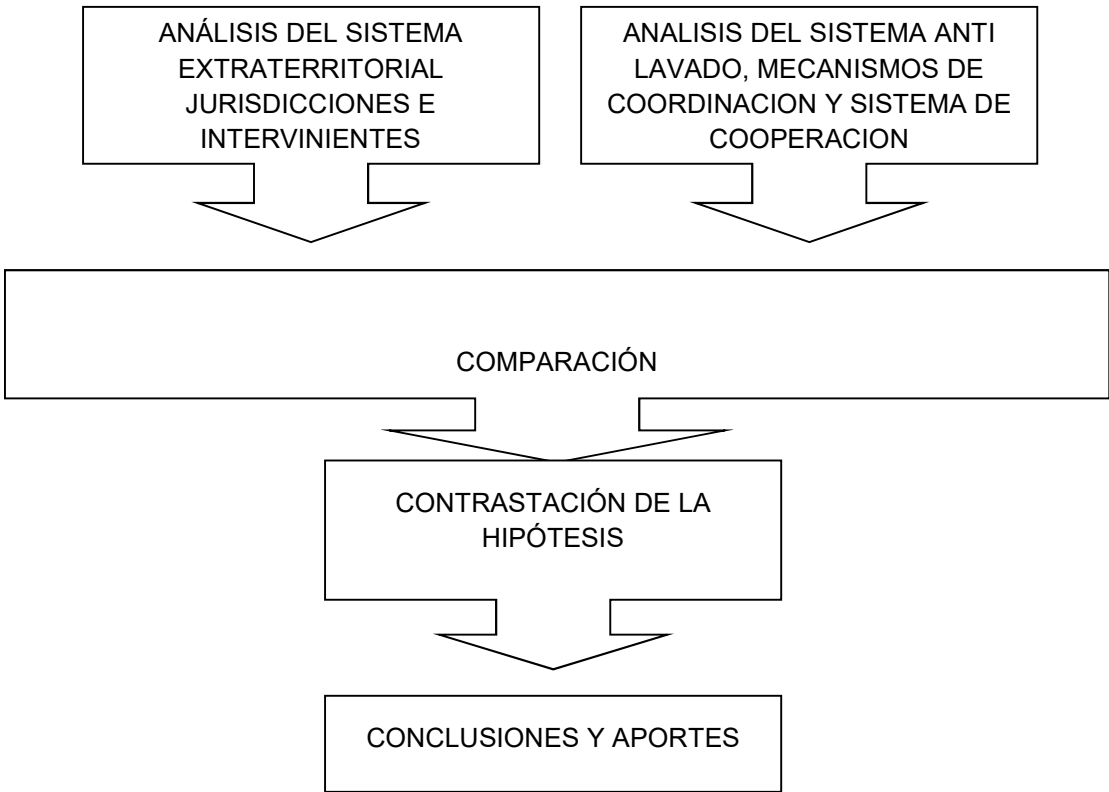 ANÁLISIS DEL SISTEMA
EXTRATERRITORIAL
JURISDICCIONES E
INTERVINIENTES
ANALISIS DEL SISTEMA ANTI
LAVADO, MECANISMOS DE
COORDINACION Y SISTEMA DE
COOPERACION
COMPARACIÓN
CONTRASTACIÓN DE LA
HIPÓTESIS
CONCLUSIONES Y APORTES